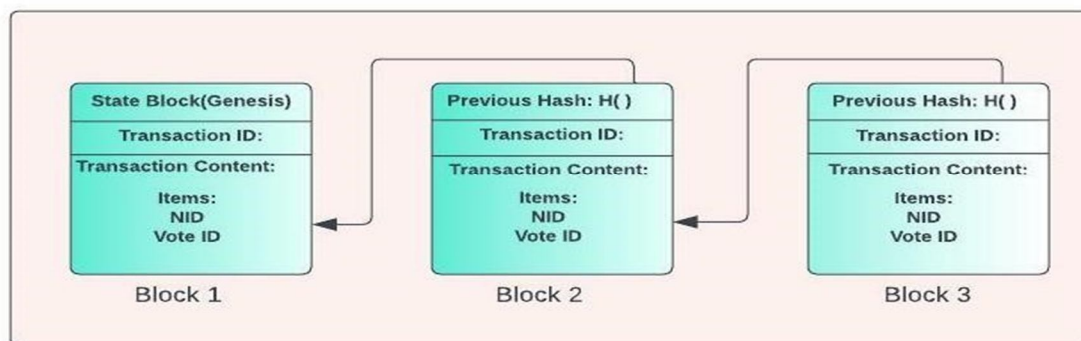 State Block(Genesis)
Transaction ID:
Transaction Content:
Items:
NID
Vote ID
Block 1
Previous Hash: H( )
Transaction ID:
Transaction Content:
Items:
NID
Vote ID
Block 2
Previous Hash: H( )
Transaction ID:
Transaction Content:
Items:
NID
Vote ID
Block 3